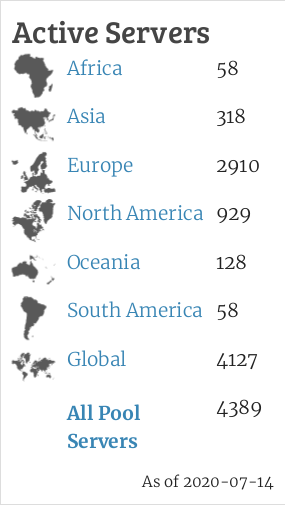 Active Servers
Africa 58
Asia 318
Europe 2910
North America 929
Oceania 128
South America 58
Global 4127
All Pool 4389
Servers
As of 2020-07-14